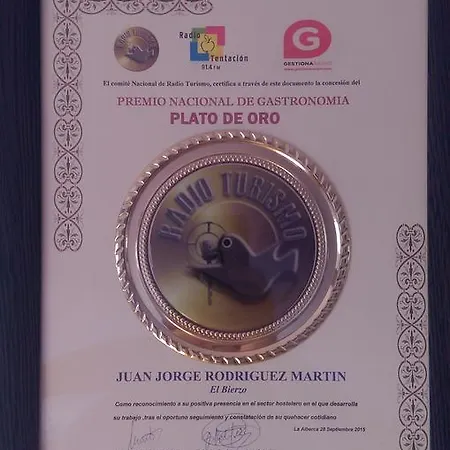 Radio
Tentación
91.4 FM
G
GESTIONARADIO
El comité Nacional de Radio Turismo, certifica a través de este documento la concesión del
PREMIO NACIONAL DE GASTRONOMIA
PLATO DE ORO
RADIO TURISMO
JUAN JORGE RODRIGUEZ MARTIN
El Bierzo
Como reconocimiento a su positiva presencia en el sector hostelero en el que desarrolla
su trabajo ,tras el oportuno seguimiento y constatación de su quehacer cotidiano
La Alberca 28 Septiembre 2015